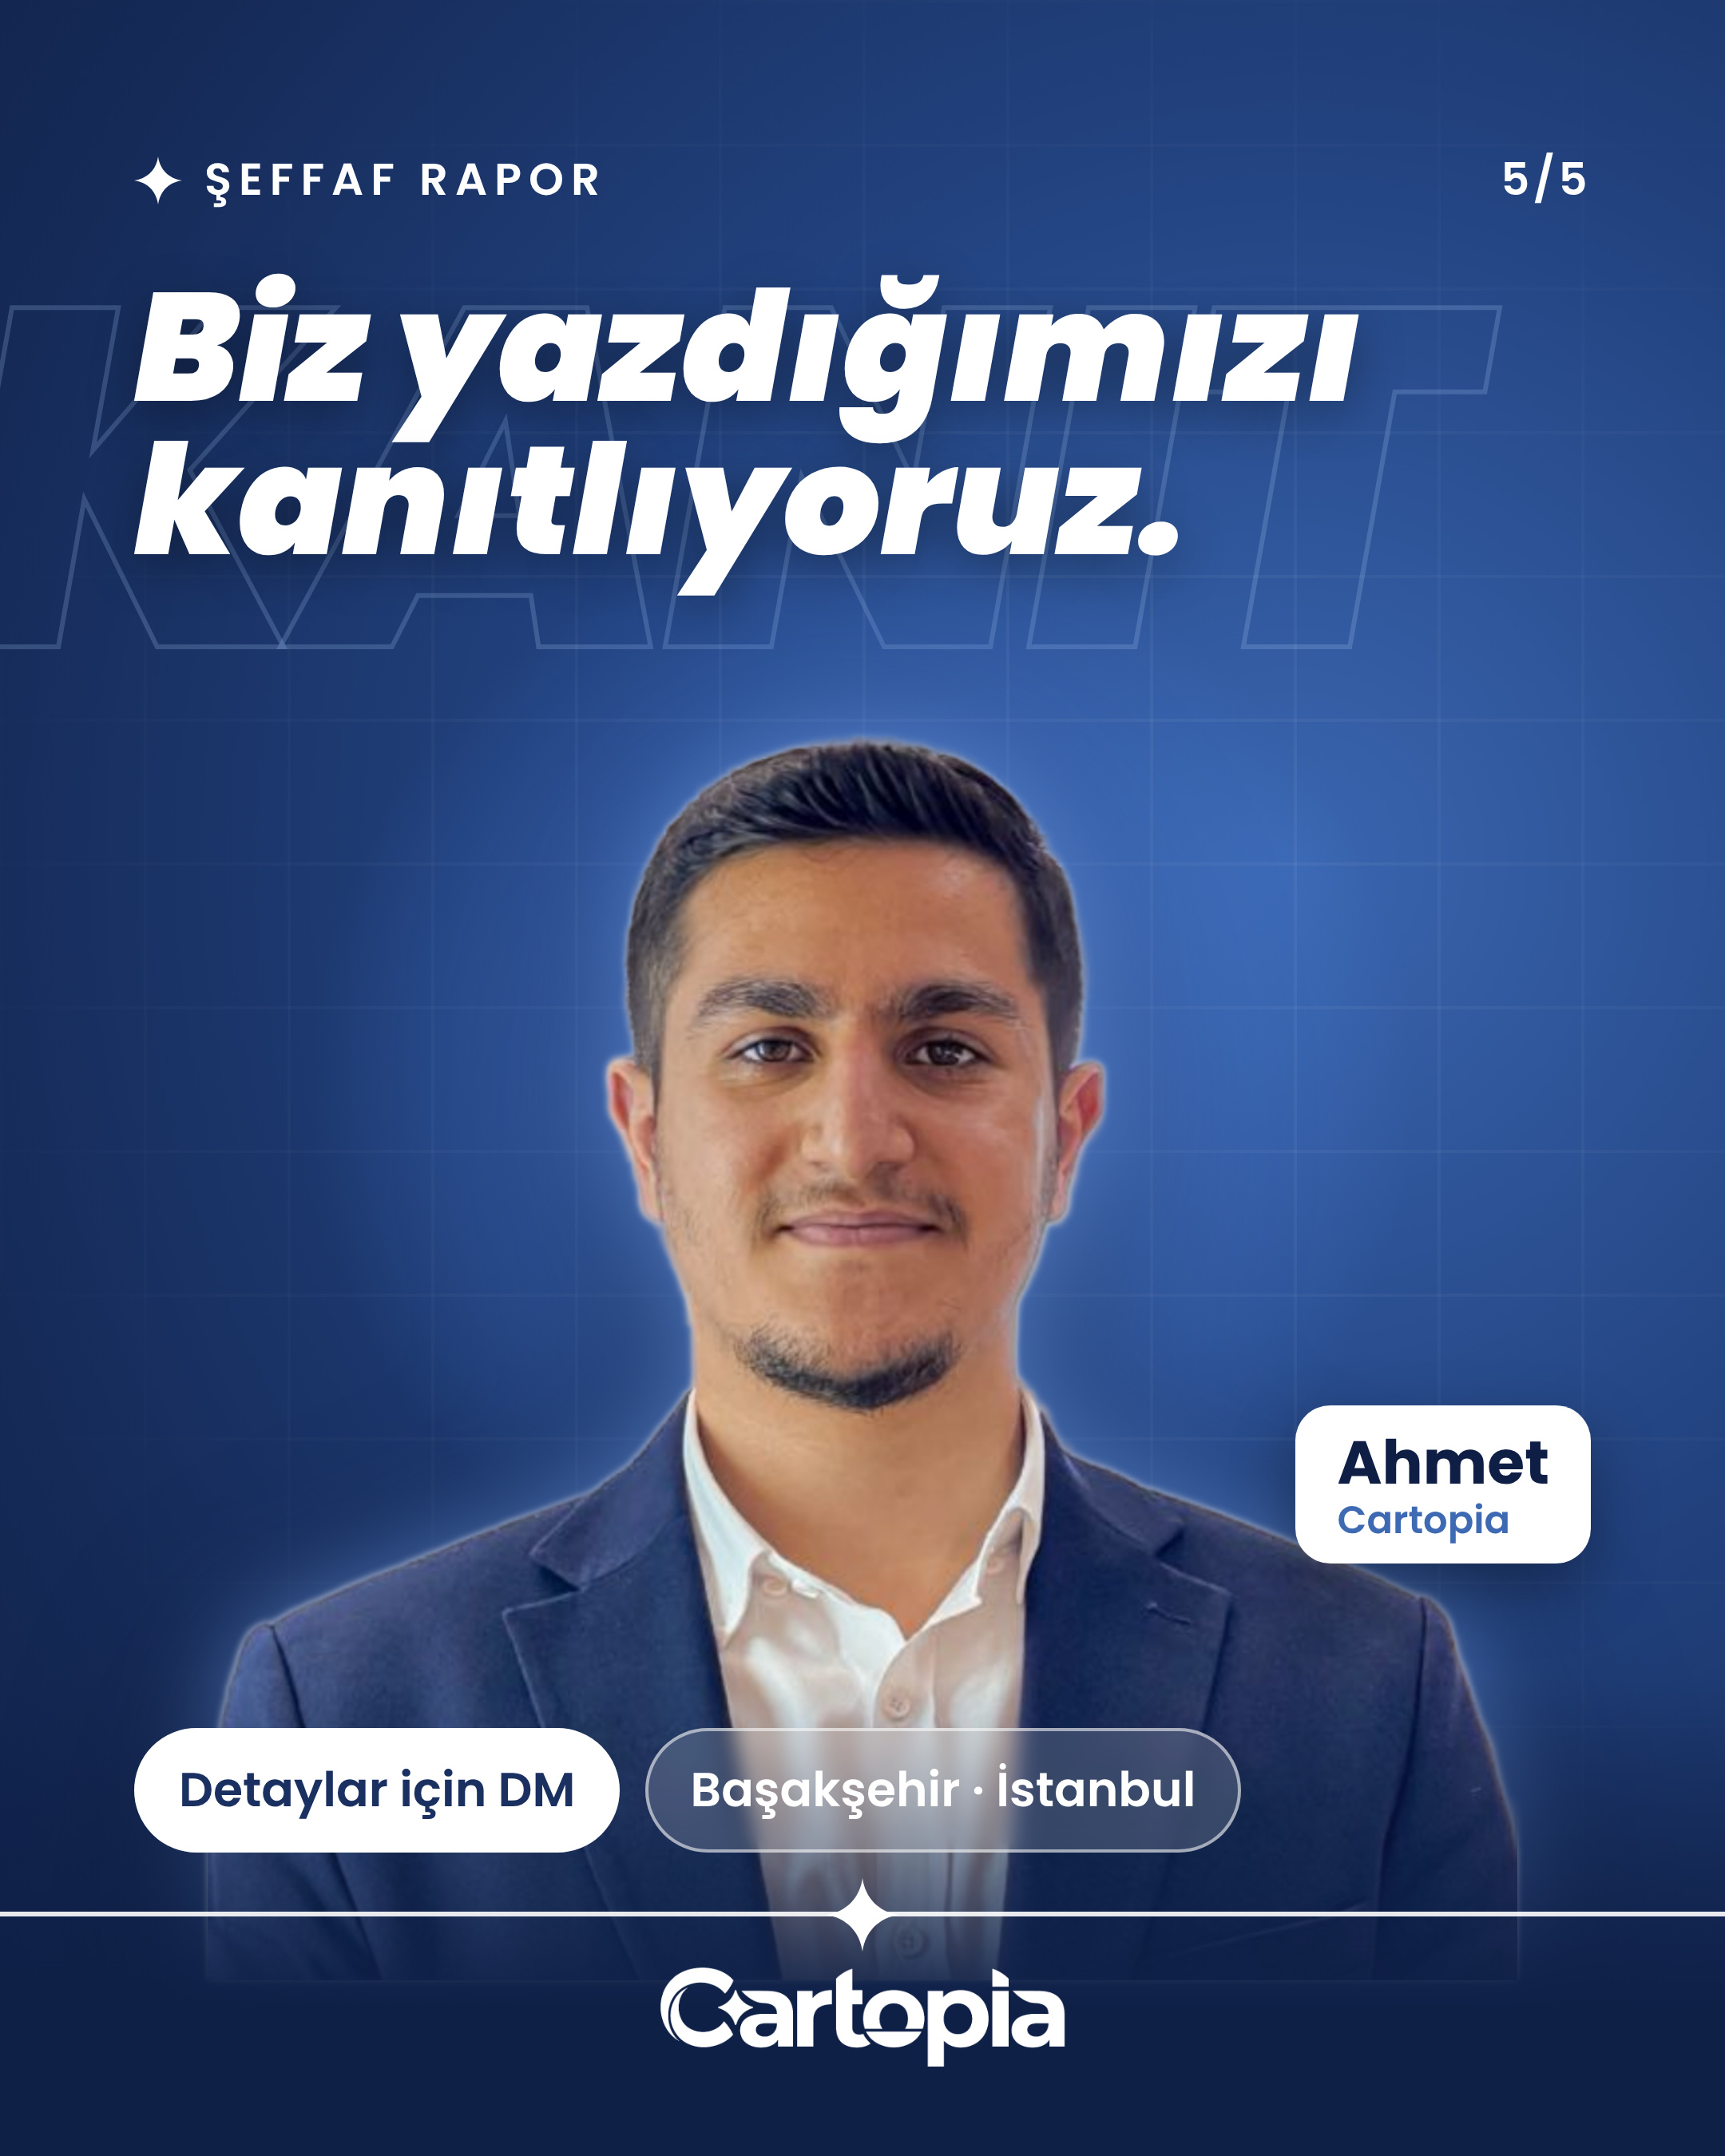 ŞEFFAF RAPOR
5/5
KANIT
Biz yazdığımızı
kanıtlıyoruz.
Ahmet
Cartopia
Detaylar için DM
Başakşehir · İstanbul
Cartopia